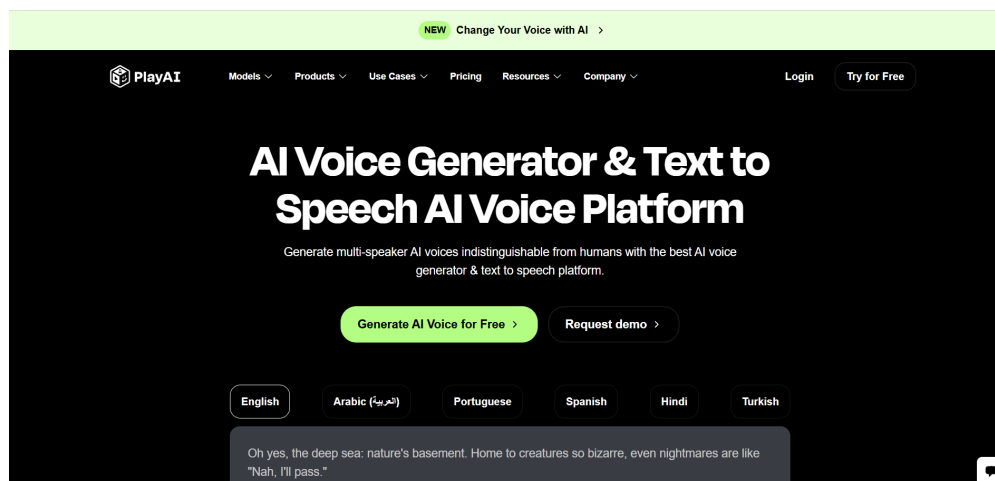 NEW Change Your Voice with AI
PlayAI Models Products Use Cases Pricing Resources Company Login Try for Free
AI Voice Generator & Text to
Speech AI Voice Platform
Generate multi-speaker AI voices indistinguishable from humans with the best AI voice
generator & text to speech platform.
Generate AI Voice for Free Request demo
English Arabic (العربية) Portuguese Spanish Hindi Turkish
Oh yes, the deep sea: nature's basement. Home to creatures so bizarre, even nightmares are like
"Nah, I'll pass."